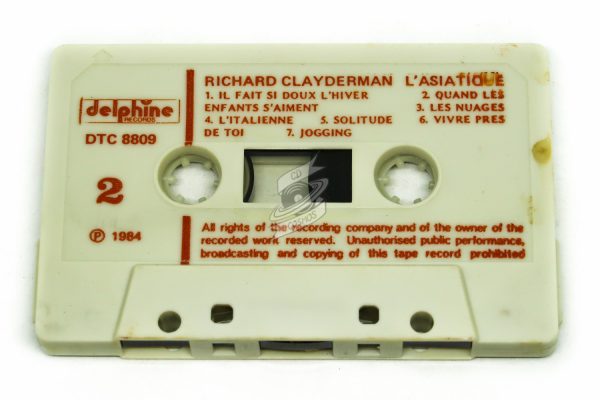 RICHARD CLAYDERMAN L'ASIATIQUE
1. IL FAIT SI DOUX L'HIVER 2. QUAND LES
ENFANTS S'AIMENT 3. LES NUAGES
4. L'ITALIENNE 5. SOLITUDE 6. VIVRE PRES
DE TOI 7. JOGGING
delphine
RECORDS
DTC 8809
2
℗ 1984
CD
COSMOS
All rights of the recording company and of the owner of the
recorded work reserved. Unauthorised public performance,
broadcasting and copying of this tape record prohibited